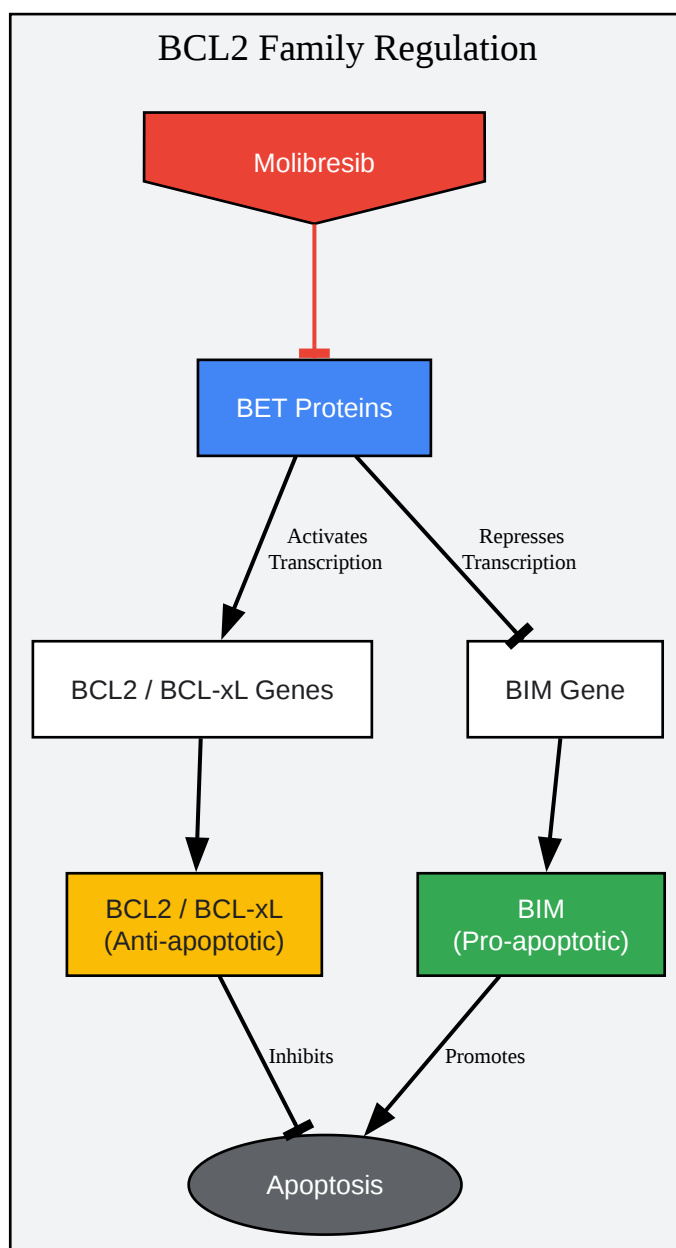 BCL2 Family Regulation
Molibresib
BET Proteins
Activates
Transcription
Represses
Transcription
BCL2 / BCL-xL Genes
BIM Gene
BCL2 / BCL-xL
(Anti-apoptotic)
BIM
(Pro-apoptotic)
Inhibits
Promotes
Apoptosis